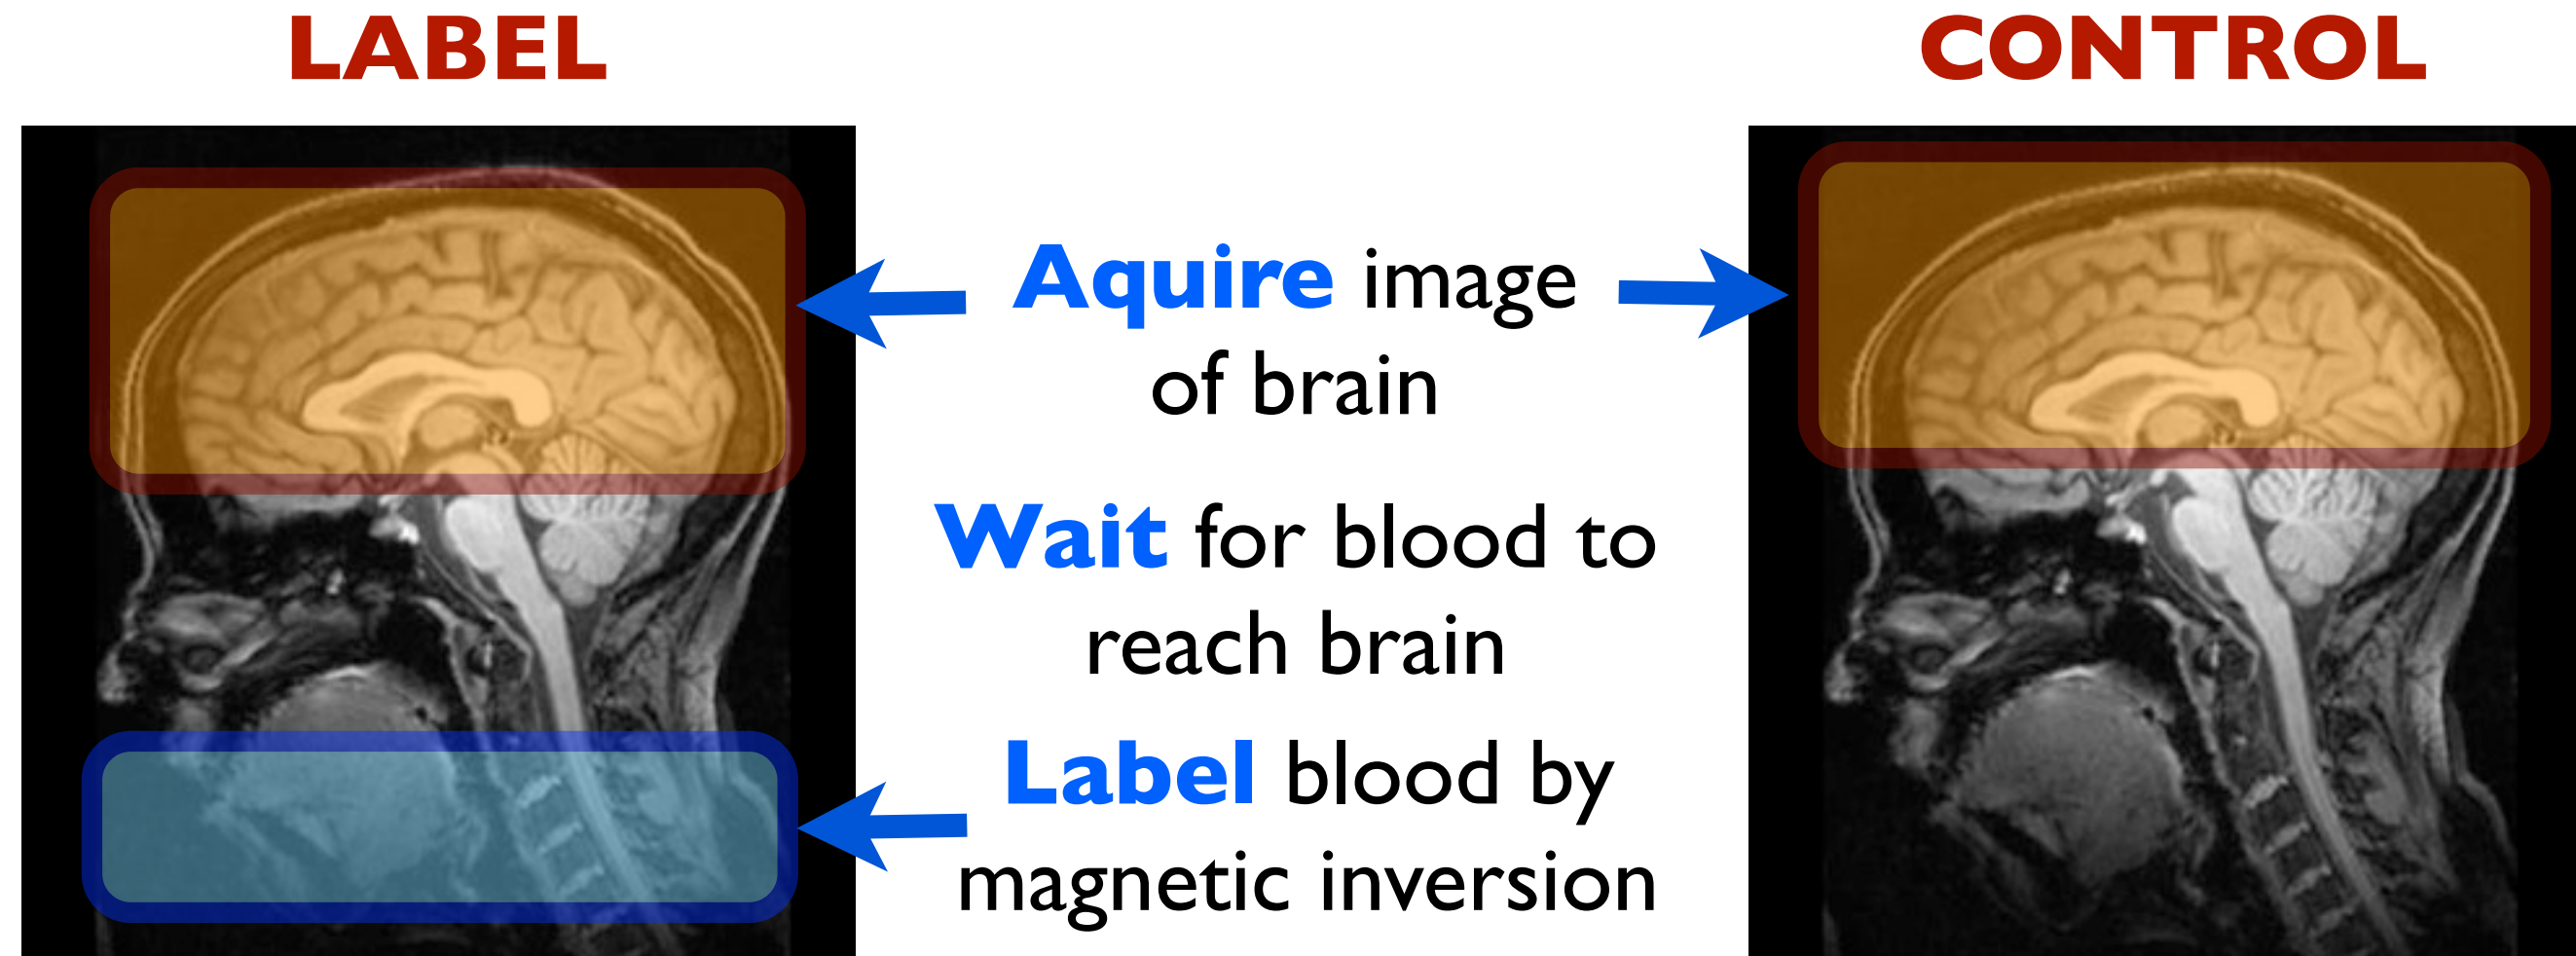 LABEL
CONTROL
Aquire image
of brain
Wait for blood to
reach brain
Label blood by
magnetic inversion